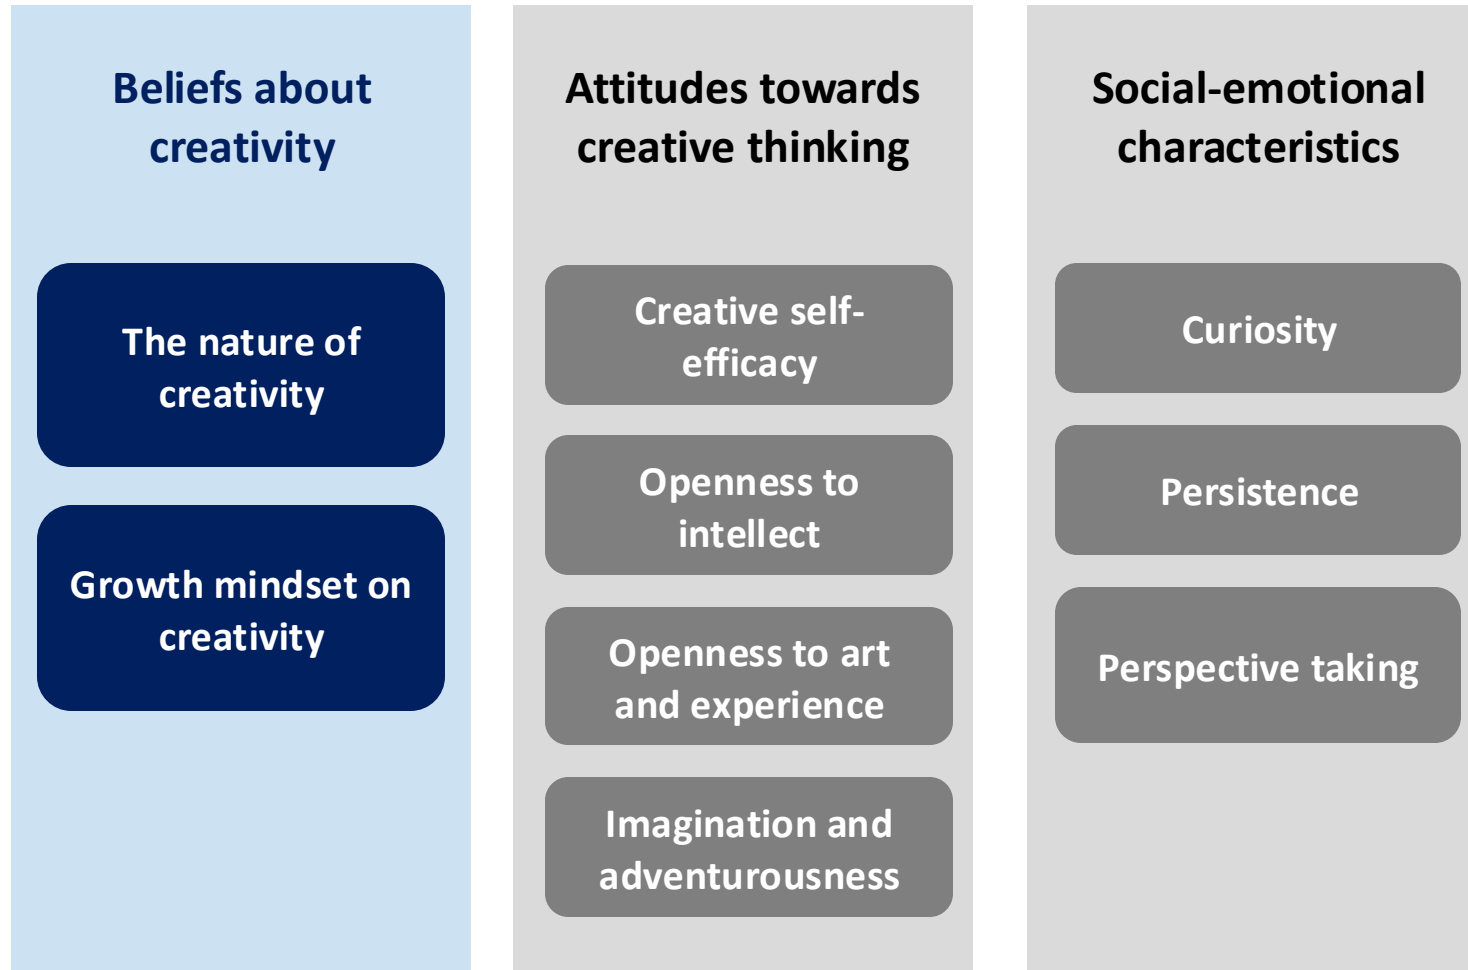 Beliefs about
creativity
The nature of
creativity
Growth mindset on
creativity
Attitudes towards
creative thinking
Creative self-
efficacy
Openness to
intellect
Openness to art
and experience
Imagination and
adventurousness
Social-emotional
characteristics
Curiosity
Persistence
Perspective taking